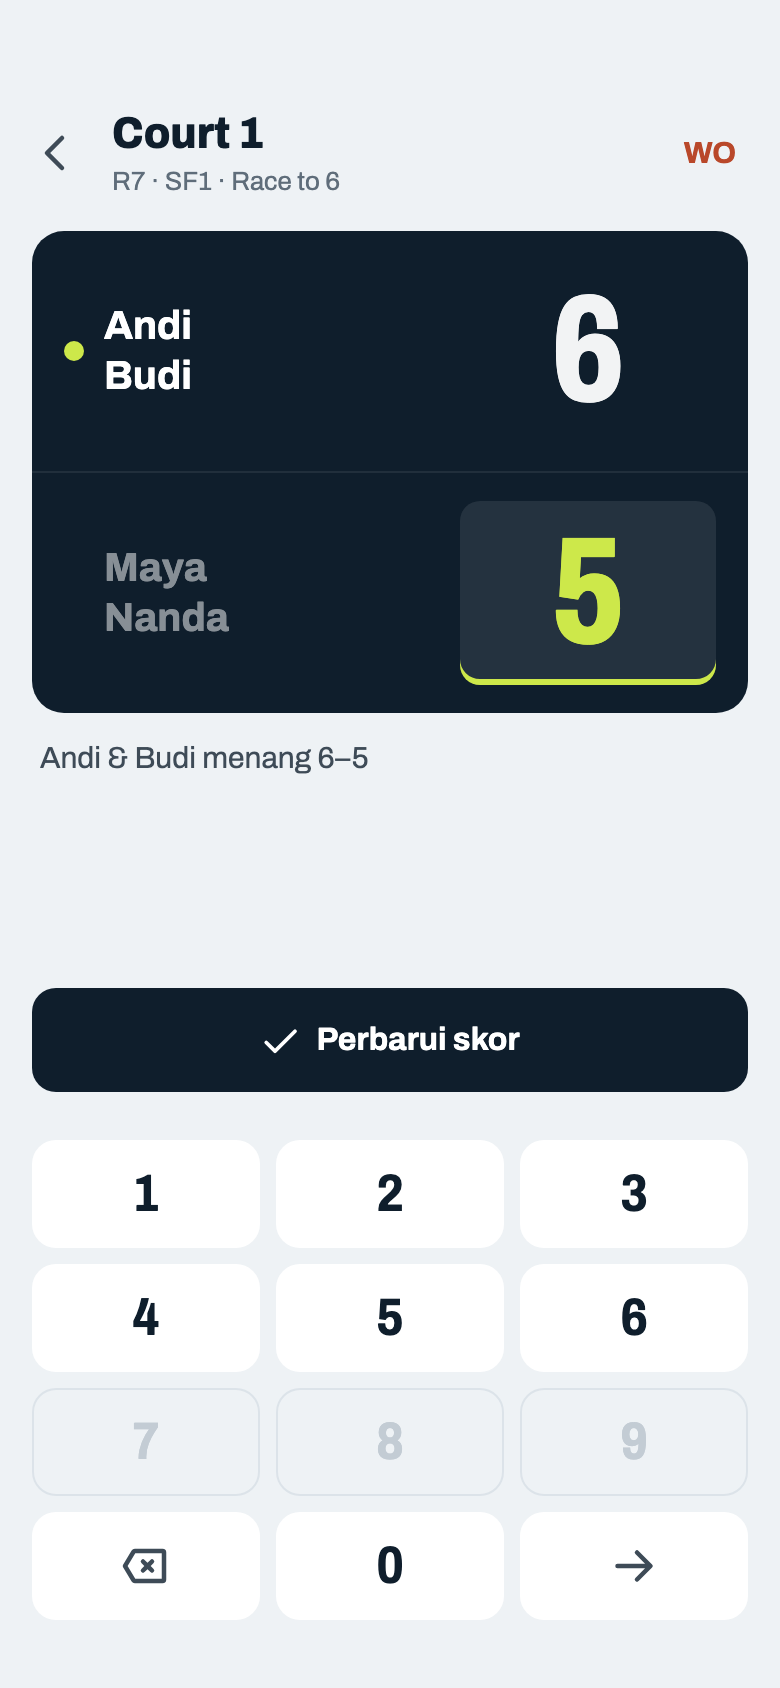 Court 1
R7 · SF1 · Race to 6
WO
Andi
Budi
6
Maya
Nanda
5
Andi & Budi menang 6–5
Perbarui skor
1 2 3
4 5 6
7 8 9
0